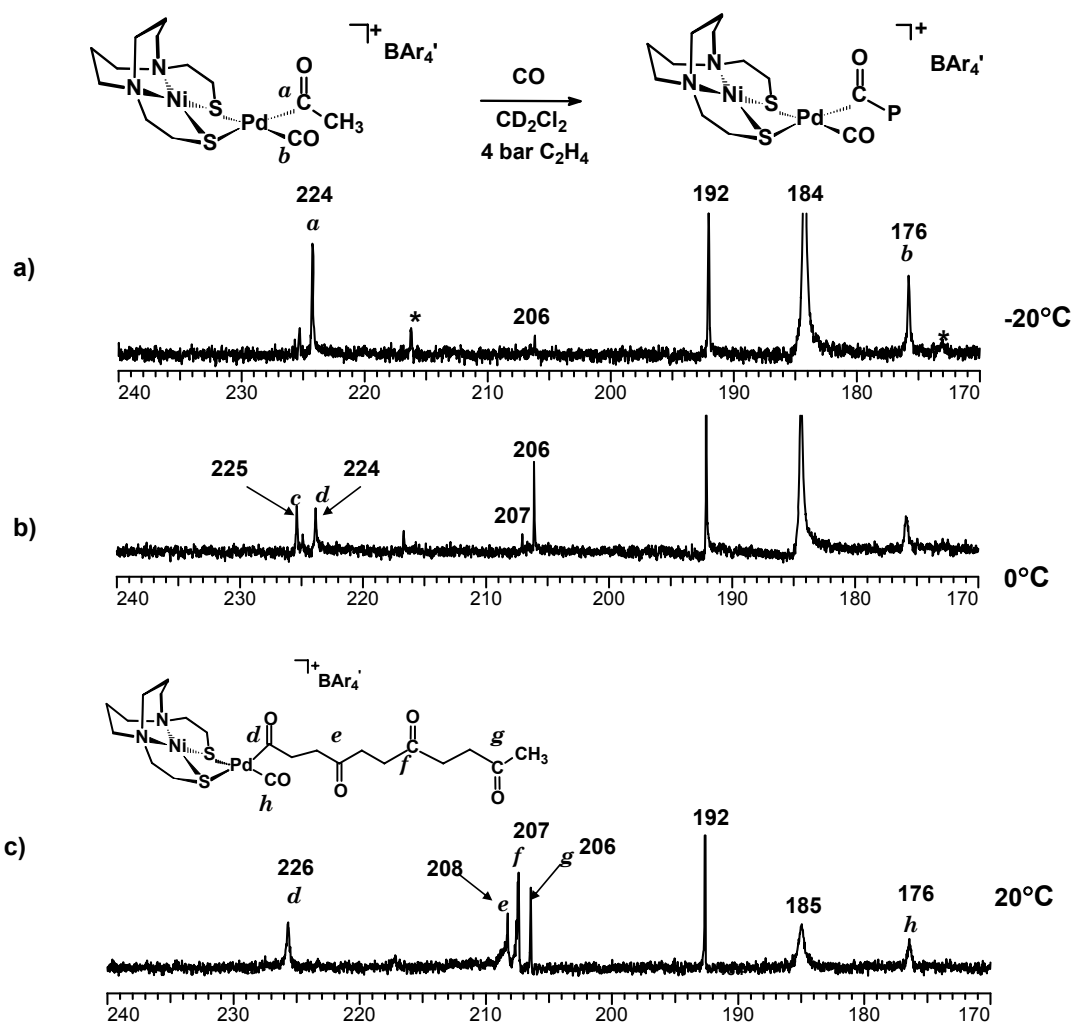 N
N
Ni
S
S
Pd
a
O
C
CH3
CO
b
+
BAr4'
CO
CD2Cl2
4 bar C2H4
N
N
Ni
S
S
Pd
O
C
P
CO
+
BAr4'
a)
224
a
*
206
192
184
176
b
*
-20°C
240 230 220 210 200 190 180 170
b)
225
c
d
224
207
206
0°C
240 230 220 210 200 190 180 170
+
BAr4'
N
N
Ni
S
S
Pd
CO
h
d
O
e
O
O
f
g
CH3
O
c)
226
d
208
e
207
f
g 206
192
185
176
h
20°C
240 230 220 210 200 190 180 170